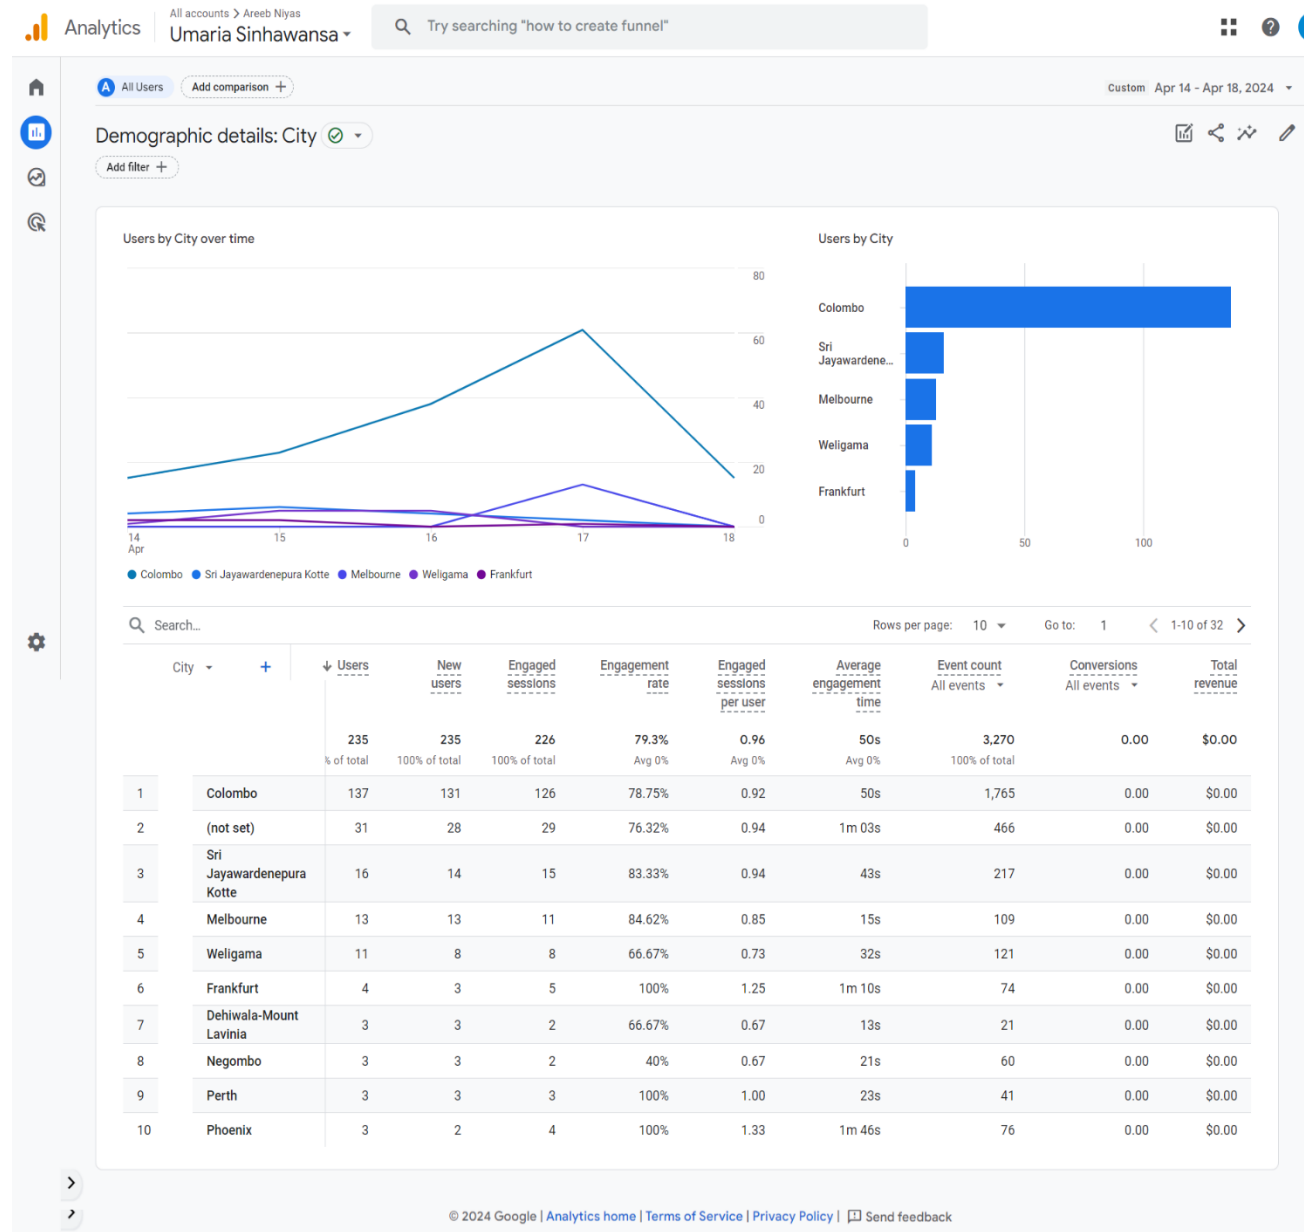 All accounts > Areeb Niyas
Analytics
Umaria Sinhawansa
Try searching "how to create funnel"
A All Users
Add comparison +
Custom Apr 14 - Apr 18, 2024
Demographic details: City
Add filter +
Users by City over time
80
60
40
20
0
14
Apr
15
16
17
18
Colombo Sri Jayawardenepura Kotte Melbourne Weligama Frankfurt
Users by City
Colombo
Sri
Jayawardene...
Melbourne
Weligama
Frankfurt
0 50 100
Search...
Rows per page: 10 Go to: 1 < 1-10 of 32 >
City + ↓ Users New users Engaged sessions Engagement rate Engaged sessions per user Average engagement time Event count All events Conversions All events Total revenue
235 235 226 79.3% 0.96 50s 3,270 0.00 $0.00
% of total 100% of total 100% of total Avg 0% Avg 0% Avg 0% 100% of total
1 Colombo 137 131 126 78.75% 0.92 50s 1,765 0.00 $0.00
2 (not set) 31 28 29 76.32% 0.94 1m 03s 466 0.00 $0.00
3 Sri Jayawardenepura Kotte 16 14 15 83.33% 0.94 43s 217 0.00 $0.00
4 Melbourne 13 13 11 84.62% 0.85 15s 109 0.00 $0.00
5 Weligama 11 8 8 66.67% 0.73 32s 121 0.00 $0.00
6 Frankfurt 4 3 5 100% 1.25 1m 10s 74 0.00 $0.00
7 Dehiwala-Mount Lavinia 3 3 2 66.67% 0.67 13s 21 0.00 $0.00
8 Negombo 3 3 2 40% 0.67 21s 60 0.00 $0.00
9 Perth 3 3 3 100% 1.00 23s 41 0.00 $0.00
10 Phoenix 3 2 4 100% 1.33 1m 46s 76 0.00 $0.00
© 2024 Google | Analytics home | Terms of Service | Privacy Policy | Send feedback